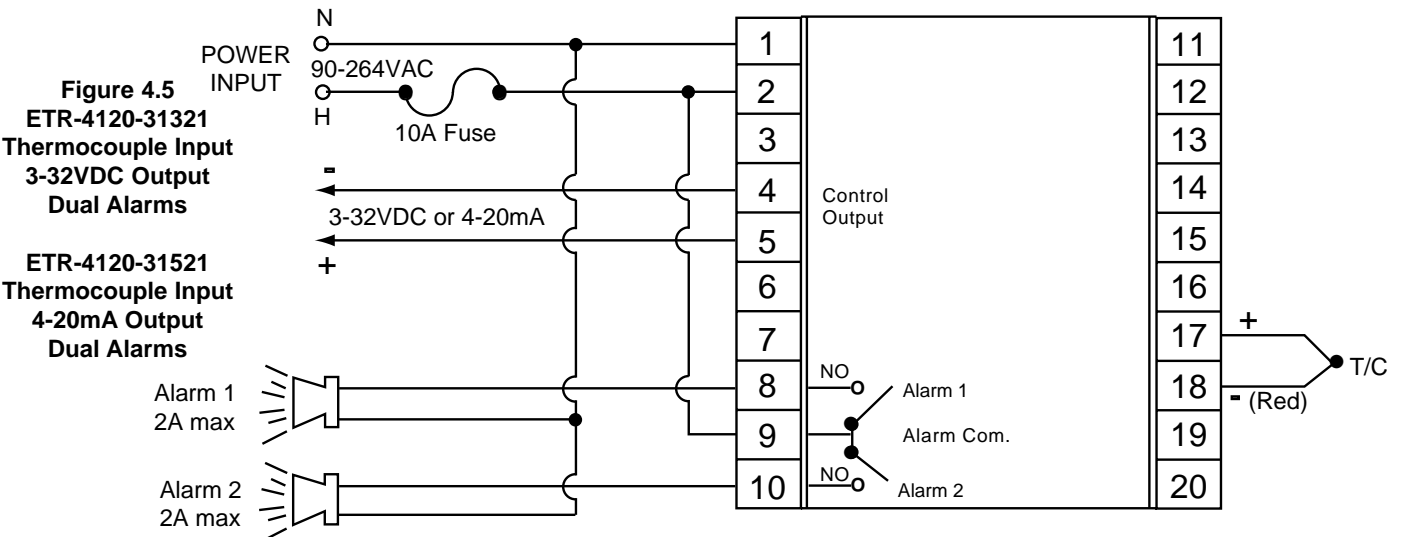 Figure 4.5
ETR-4120-31321
Thermocouple Input
3-32VDC Output
Dual Alarms
ETR-4120-31521
Thermocouple Input
4-20mA Output
Dual Alarms
POWER
INPUT
N
90-264VAC
H
10A Fuse
-
3-32VDC or 4-20mA
+
Alarm 1
2A max
Alarm 2
2A max
1
2
3
4
5
6
7
8
9
10
Control
Output
NO
Alarm 1
Alarm Com.
NO
Alarm 2
11
12
13
14
15
16
17
18
19
20
+
T/C
- (Red)